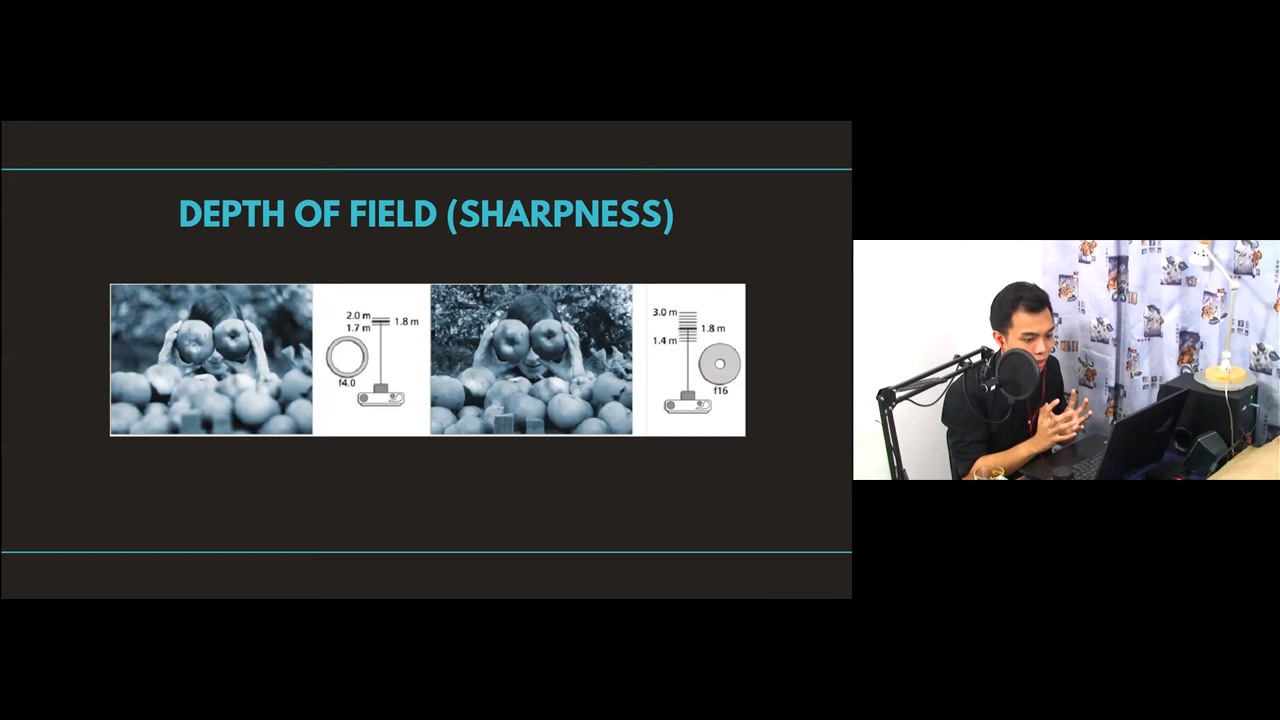 DEPTH OF FIELD (SHARPNESS)
2.0 m
1.7 m
1.8 m
f4.0
3.0 m
1.8 m
1.4 m
f16